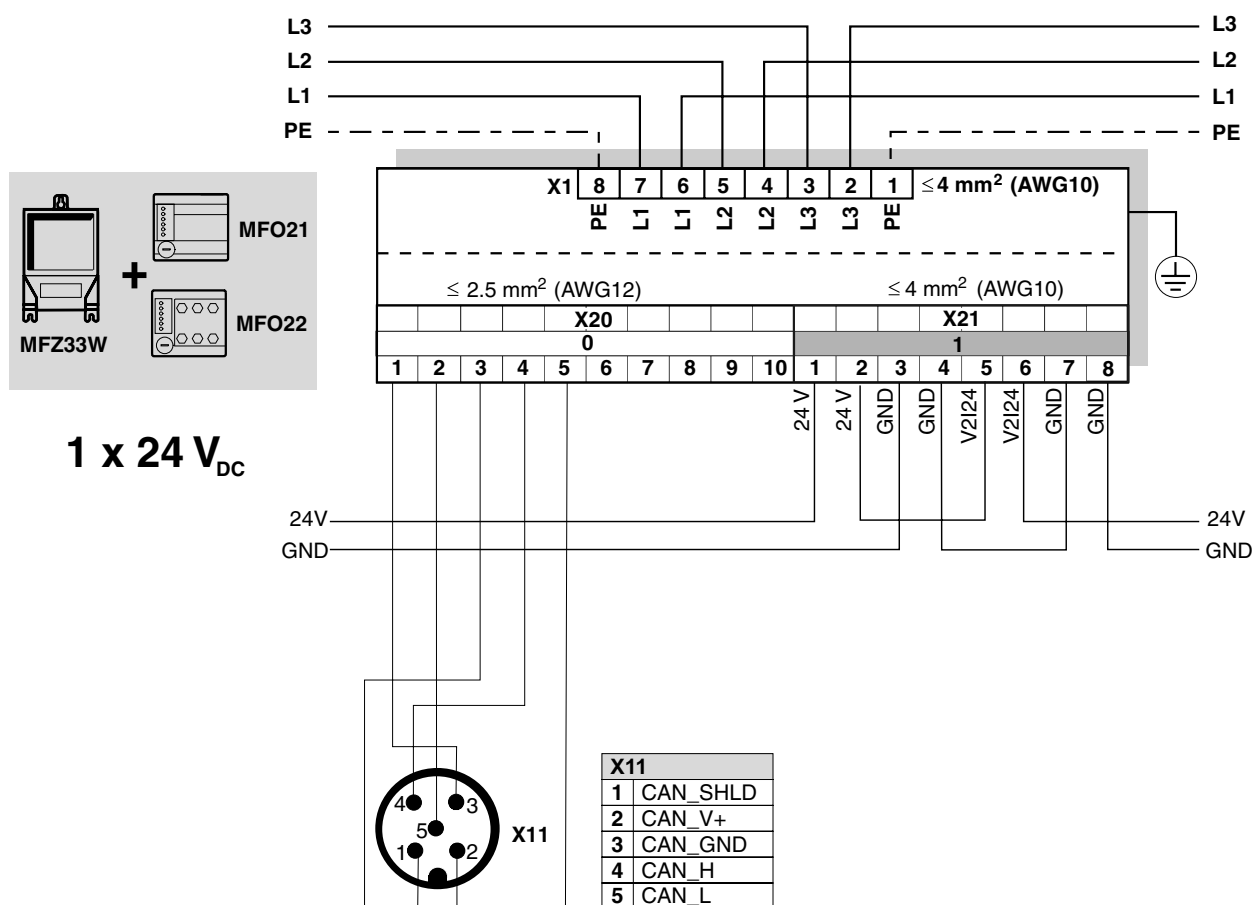 L3 L3
L2 L2
L1 L1
PE PE
X1 8 7 6 5 4 3 2 1 ≤4 mm² (AWG10)
PE L1 L1 L2 L2 L3 L3 PE
MFO21
+
MFO22
MFZ33W
≤ 2.5 mm² (AWG12) ≤4 mm² (AWG10)
X20 X21
0 1
1 2 3 4 5 6 7 8 9 10 1 2 3 4 5 6 7 8
24 V 24 V GND GND V2I24 V2I24 GND GND
1 x 24 V_DC
24V 24V
GND GND
4 3
5
1 2
X11
X11
1 CAN_SHLD
2 CAN_V+
3 CAN_GND
4 CAN_H
5 CAN_L